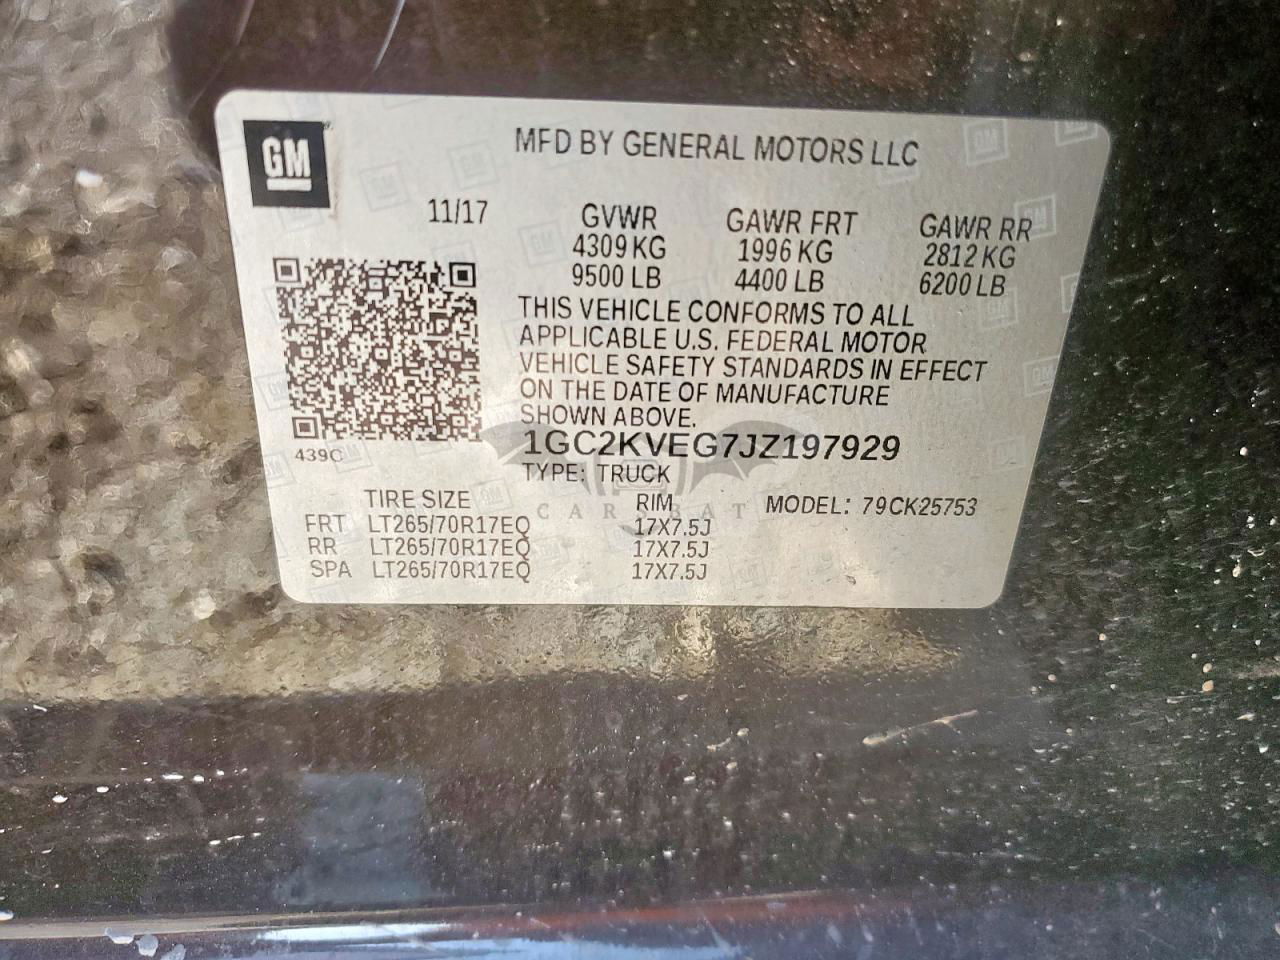 GM
MFD BY GENERAL MOTORS LLC
11/17
GVWR GAWR FRT GAWR RR
4309 KG 1996 KG 2812 KG
9500 LB 4400 LB 6200 LB
THIS VEHICLE CONFORMS TO ALL
APPLICABLE U.S. FEDERAL MOTOR
VEHICLE SAFETY STANDARDS IN EFFECT
ON THE DATE OF MANUFACTURE
SHOWN ABOVE.
439C
1GC2KVEG7JZ197929
TYPE: TRUCK
TIRE SIZE RIM MODEL: 79CK25753
CARSBAT
FRT LT265/70R17EQ 17X7.5J
RR LT265/70R17EQ 17X7.5J
SPA LT265/70R17EQ 17X7.5J